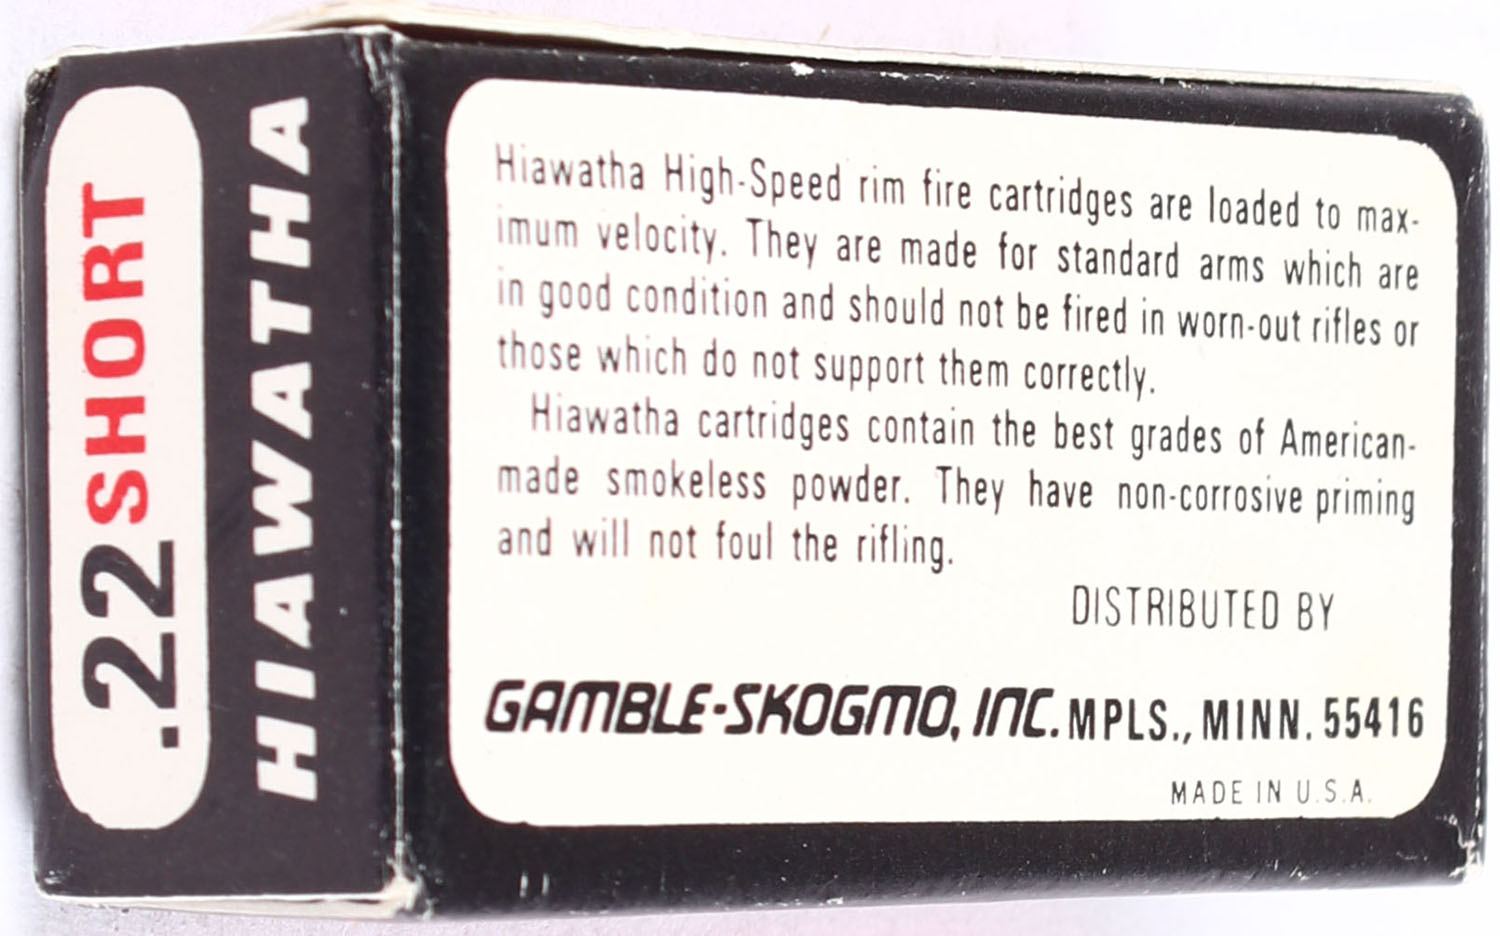 .22 SHORT
HIAWATHA
Hiawatha High-Speed rim fire cartridges are loaded to max-
imum velocity. They are made for standard arms which are
in good condition and should not be fired in worn-out rifles or
those which do not support them correctly.
Hiawatha cartridges contain the best grades of American-
made smokeless powder. They have non-corrosive priming
and will not foul the rifling.
DISTRIBUTED BY
GAMBLE-SKOGMO, INC. MPLS., MINN. 55416
MADE IN U.S.A.